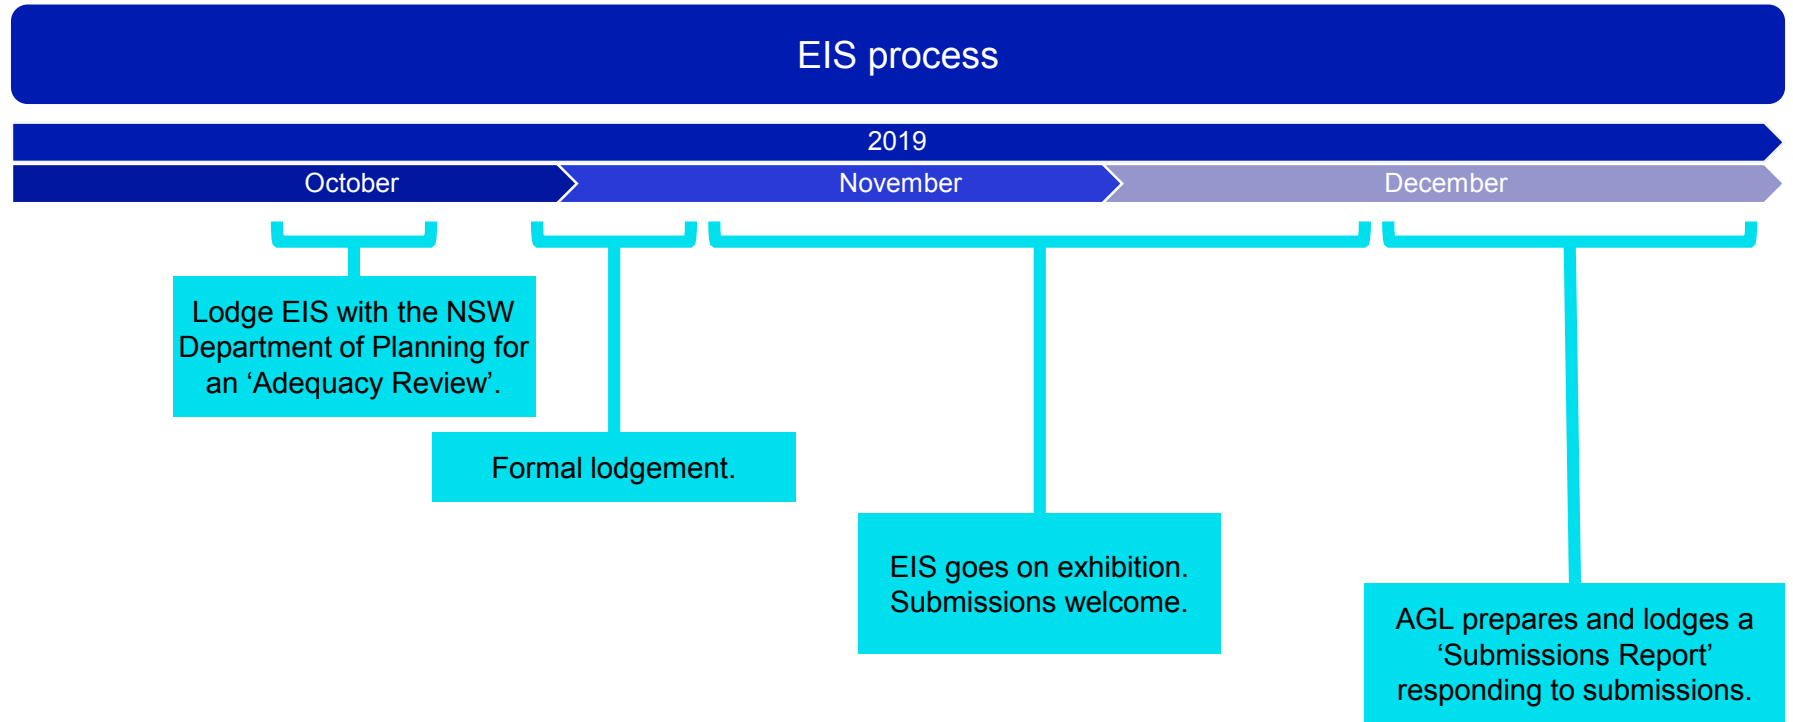 EIS process
2019
October
November
December
Lodge EIS with the NSW
Department of Planning for
an ‘Adequacy Review’.
Formal lodgement.
EIS goes on exhibition.
Submissions welcome.
AGL prepares and lodges a
‘Submissions Report’
responding to submissions.